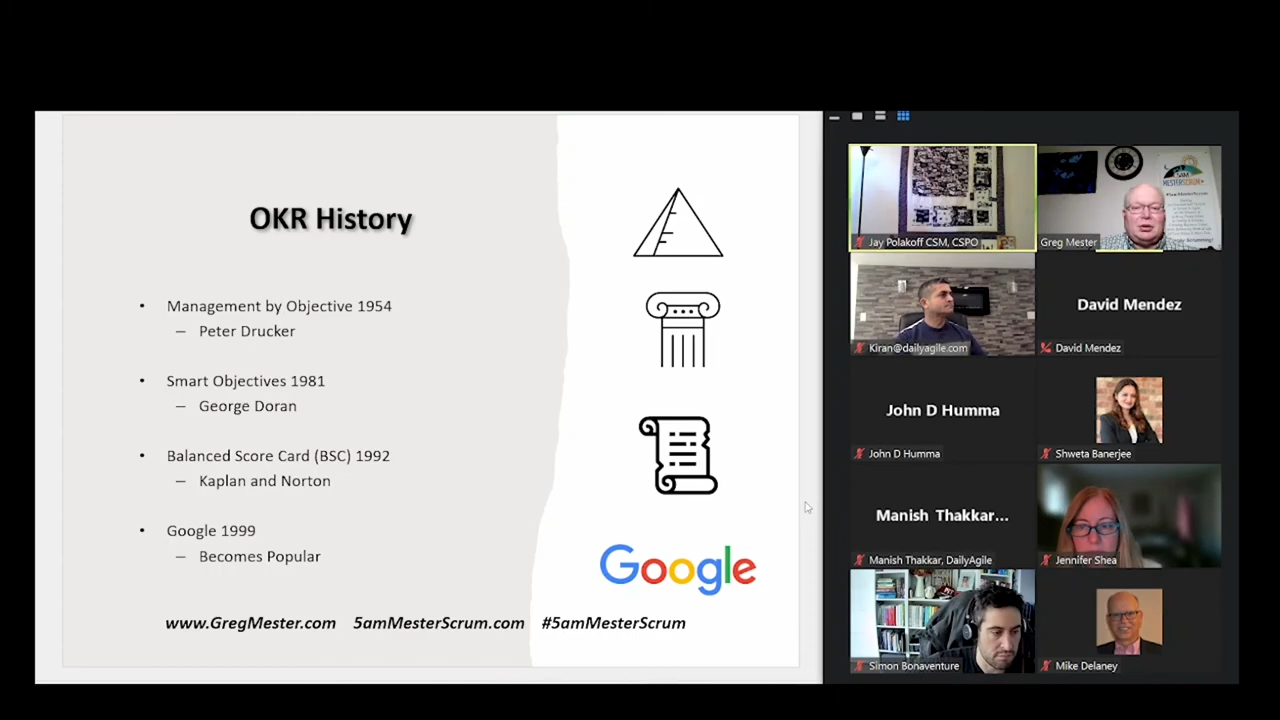 OKR History
• Management by Objective 1954
– Peter Drucker
• Smart Objectives 1981
– George Doran
• Balanced Score Card (BSC) 1992
– Kaplan and Norton
• Google 1999
– Becomes Popular
Google
www.GregMester.com 5amMesterScrum.com #5amMesterScrum
Jay Polakoff CSM, CSPO
5AM
MESTERSCRUM
Greg Mester
Kiran@dailyagile.com
David Mendez
David Mendez
John D Humma
John D Humma
Shweta Banerjee
Manish Thakkar...
Manish Thakkar, DailyAgile
Jennifer Shea
Simon Bonaventure
Mike Delaney